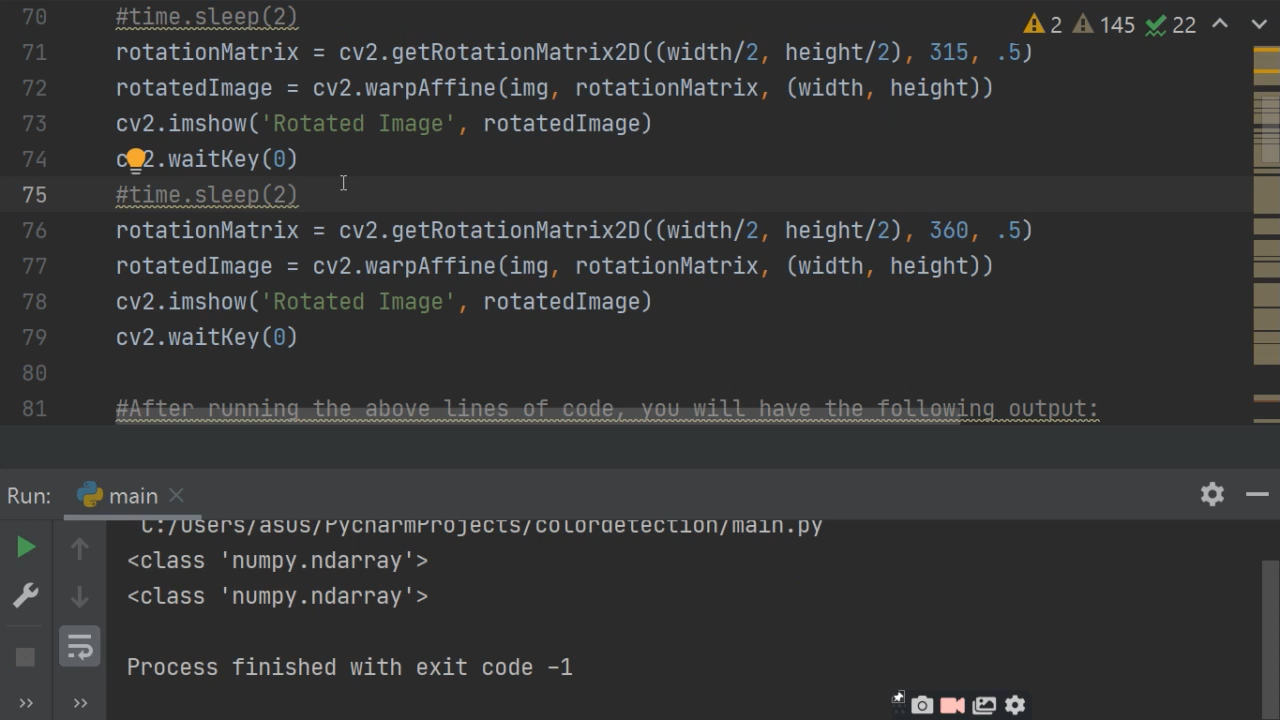 70 #time.sleep(2)
2 145 22
71 rotationMatrix = cv2.getRotationMatrix2D((width/2, height/2), 315, .5)
72 rotatedImage = cv2.warpAffine(img, rotationMatrix, (width, height))
73 cv2.imshow('Rotated Image', rotatedImage)
74 cv2.waitKey(0)
75 #time.sleep(2)
76 rotationMatrix = cv2.getRotationMatrix2D((width/2, height/2), 360, .5)
77 rotatedImage = cv2.warpAffine(img, rotationMatrix, (width, height))
78 cv2.imshow('Rotated Image', rotatedImage)
79 cv2.waitKey(0)
80
81 #After running the above lines of code, you will have the following output:
Run: main
C:/Users/asus/PycharmProjects/colordetection/main.py
<class 'numpy.ndarray'>
<class 'numpy.ndarray'>
Process finished with exit code -1